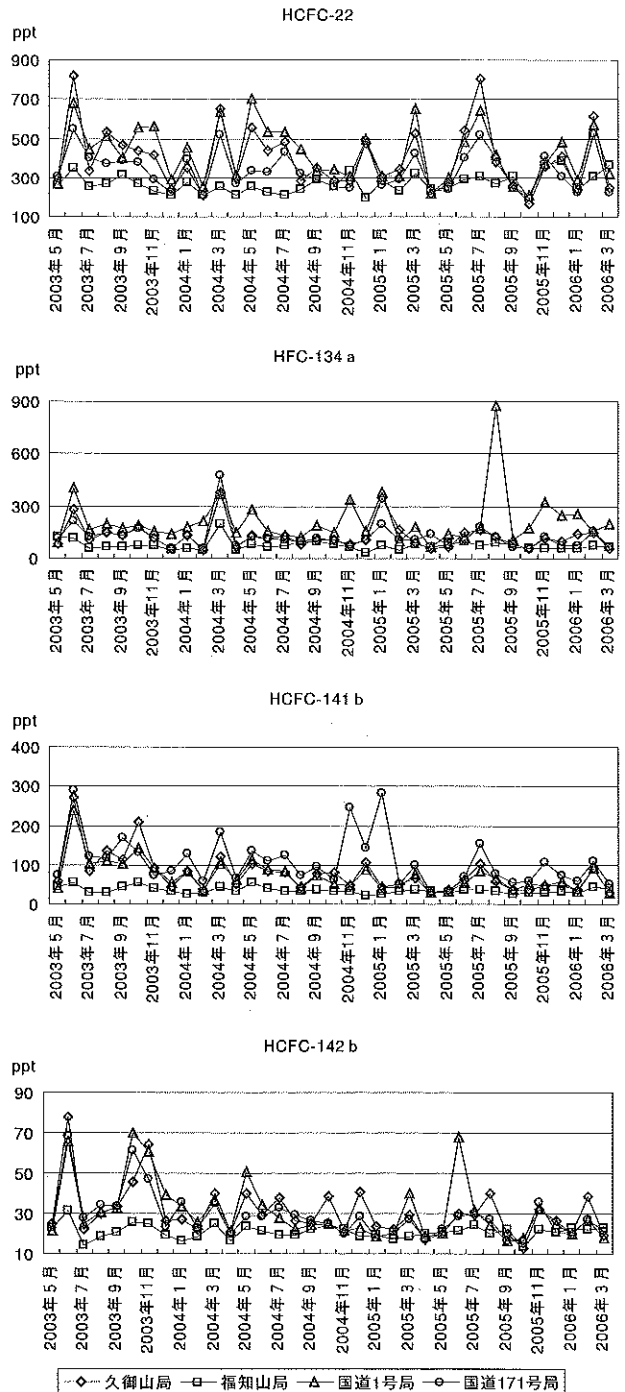 HCFC-22
ppt
900
700
500
300
100
2003年5月
2003年7月
2003年9月
2003年11月
2004年1月
2004年3月
2004年5月
2004年7月
2004年9月
2004年11月
2005年1月
2005年3月
2005年5月
2005年7月
2005年9月
2005年11月
2006年1月
2006年3月
HFC-134 a
ppt
900
600
300
0
2003年5月
2003年7月
2003年9月
2003年11月
2004年1月
2004年3月
2004年5月
2004年7月
2004年9月
2004年11月
2005年1月
2005年3月
2005年5月
2005年7月
2005年9月
2005年11月
2006年1月
2006年3月
HCFC-141 b
ppt
400
300
200
100
0
2003年5月
2003年7月
2003年9月
2003年11月
2004年1月
2004年3月
2004年5月
2004年7月
2004年9月
2004年11月
2005年1月
2005年3月
2005年5月
2005年7月
2005年9月
2005年11月
2006年1月
2006年3月
HCFC-142 b
ppt
90
70
50
30
10
2003年5月
2003年7月
2003年9月
2003年11月
2004年1月
2004年3月
2004年5月
2004年7月
2004年9月
2004年11月
2005年1月
2005年3月
2005年5月
2005年7月
2005年9月
2005年11月
2006年1月
2006年3月
久御山局 福知山局 国道1号局 国道171号局